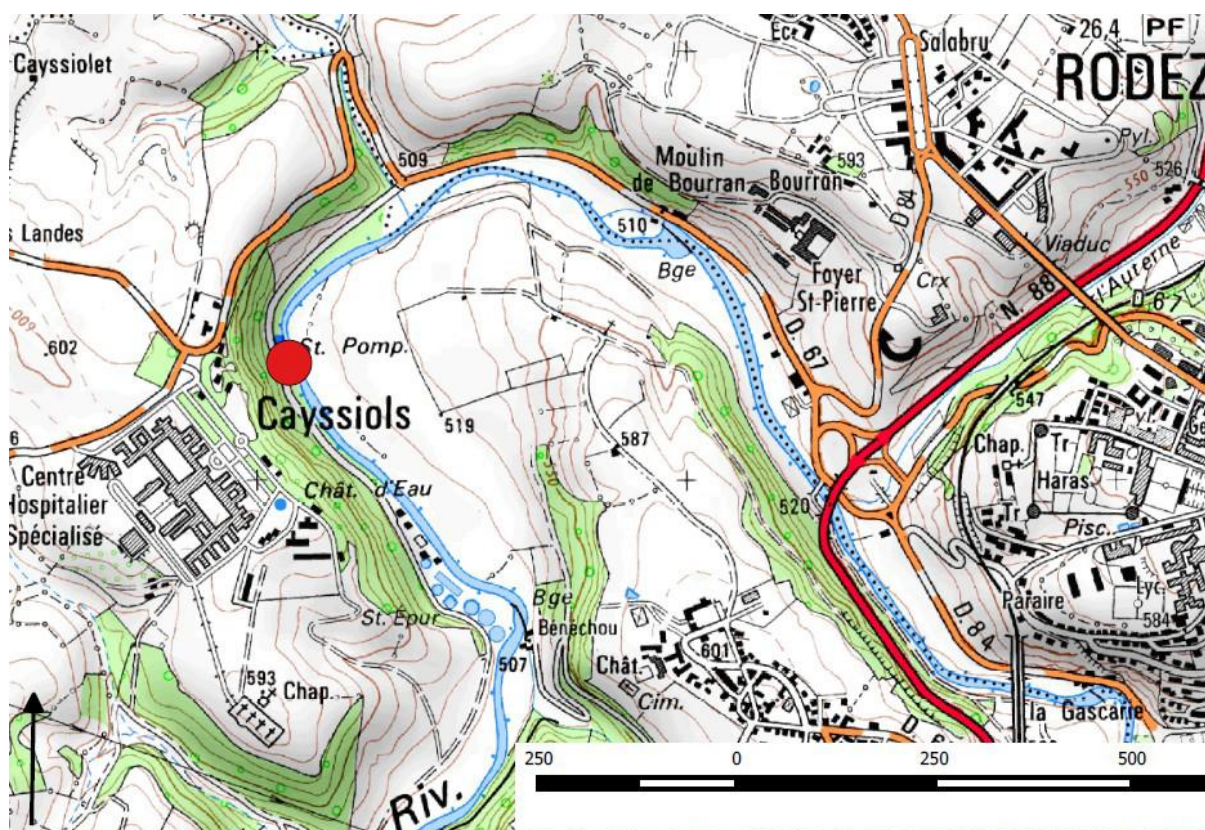 Cayssiolet
Ec.
Salabru
26,4
PF
RODEZ
Pyl.
526
550
509
Moulin
de Bourran
Bourran
593
D 84
510
Bge
Viaduc
Foyer
St-Pierre
Crx
N. 88
l'Auterne
D. 67
s Landes
600
602
St. Pomp.
D 67
Cayssiols
519
587
547
Chap.
Tr
Haras
Tr
Pisc.
Centre
Hospitalier
Spécialisé
Chât. d'Eau
520
Lyc.
584
Paraire
St. Épur
Bge
Bénéchou
507
D. 84
593
Chap.
Chât.
601
Cim.
la Gascarie
Riv.
250
0
250
500